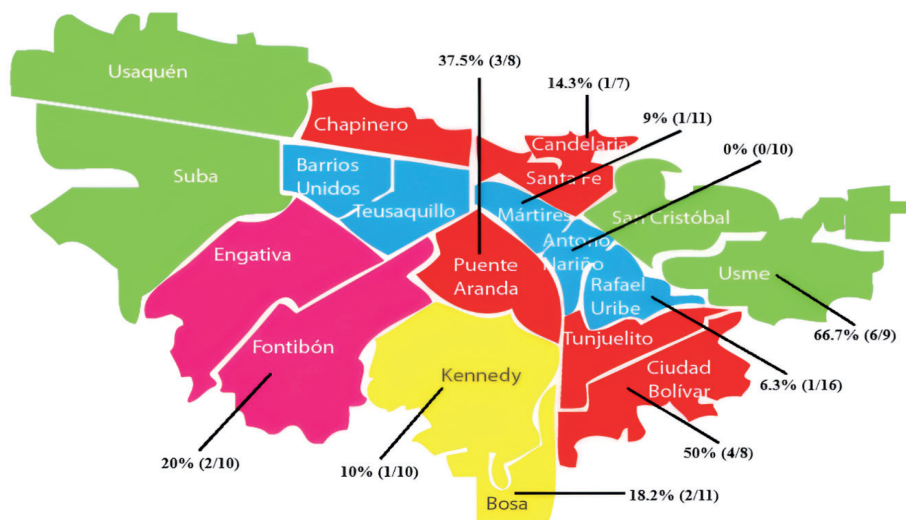 37.5% (3/8)
14.3% (1/7)
Usaquén
9% (1/11)
Chapinero
Candelaria
0% (0/10)
Barrios
Unidos
Suba
Santa Fe
Teusaquillo
Mártires
San Cristóbal
Antono
Nariño
Engativa
Puente
Aranda
Usme
Rafael
Uribe
66.7% (6/9)
Fontibón
Tunjuelito
Kennedy
Ciudad
Bolívar
6.3% (1/16)
20% (2/10)
10% (1/10)
50% (4/8)
18.2% (2/11)
Bosa